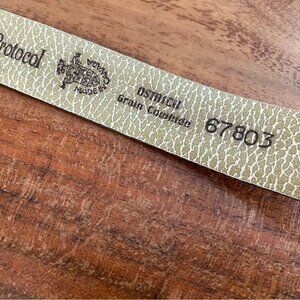 Protocol
OSTRICH
Grain Cowhide
67803